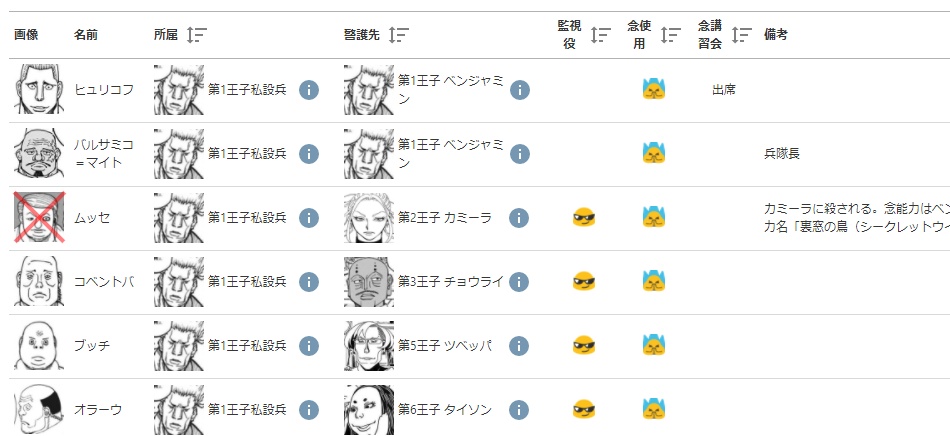 画像 名前 所属 警護先 監視役 念使用 念講習会 備考
ヒュリコフ 第1王子私設兵 第1王子 ベンジャミン 出席
バルサミコ＝マイト 第1王子私設兵 第1王子 ベンジャミン 兵隊長
ムッセ 第1王子私設兵 第2王子 カミーラ カミーラに殺される。念能力はベン
力名「裏窓の鳥（シークレットウイ
コベントバ 第1王子私設兵 第3王子 チョウライ
ブッチ 第1王子私設兵 第5王子 ツベッパ
オラーウ 第1王子私設兵 第6王子 タイソン